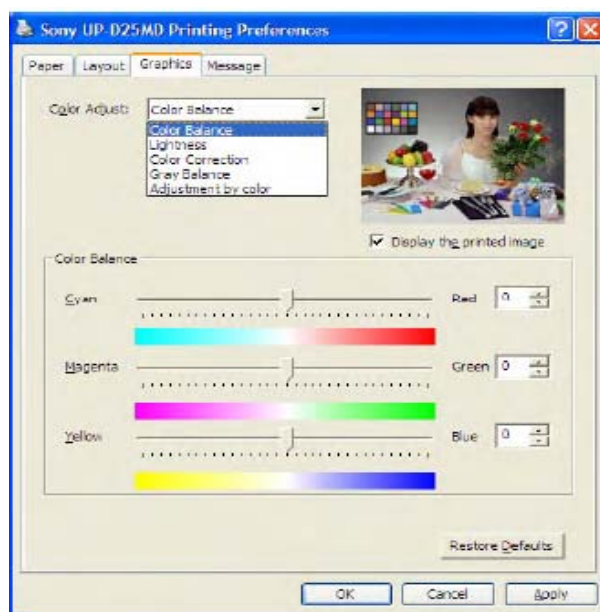 Sony UP-D25MD Printing Preferences
Paper Layout Graphics Message
Color Adjust: Color Balance
Color Balance
Lightness
Color Correction
Gray Balance
Adjustment by color
Display the printed image
Color Balance
Cyan Red 0
Magenta Green 0
Yellow Blue 0
Restore Defaults
OK Cancel Apply